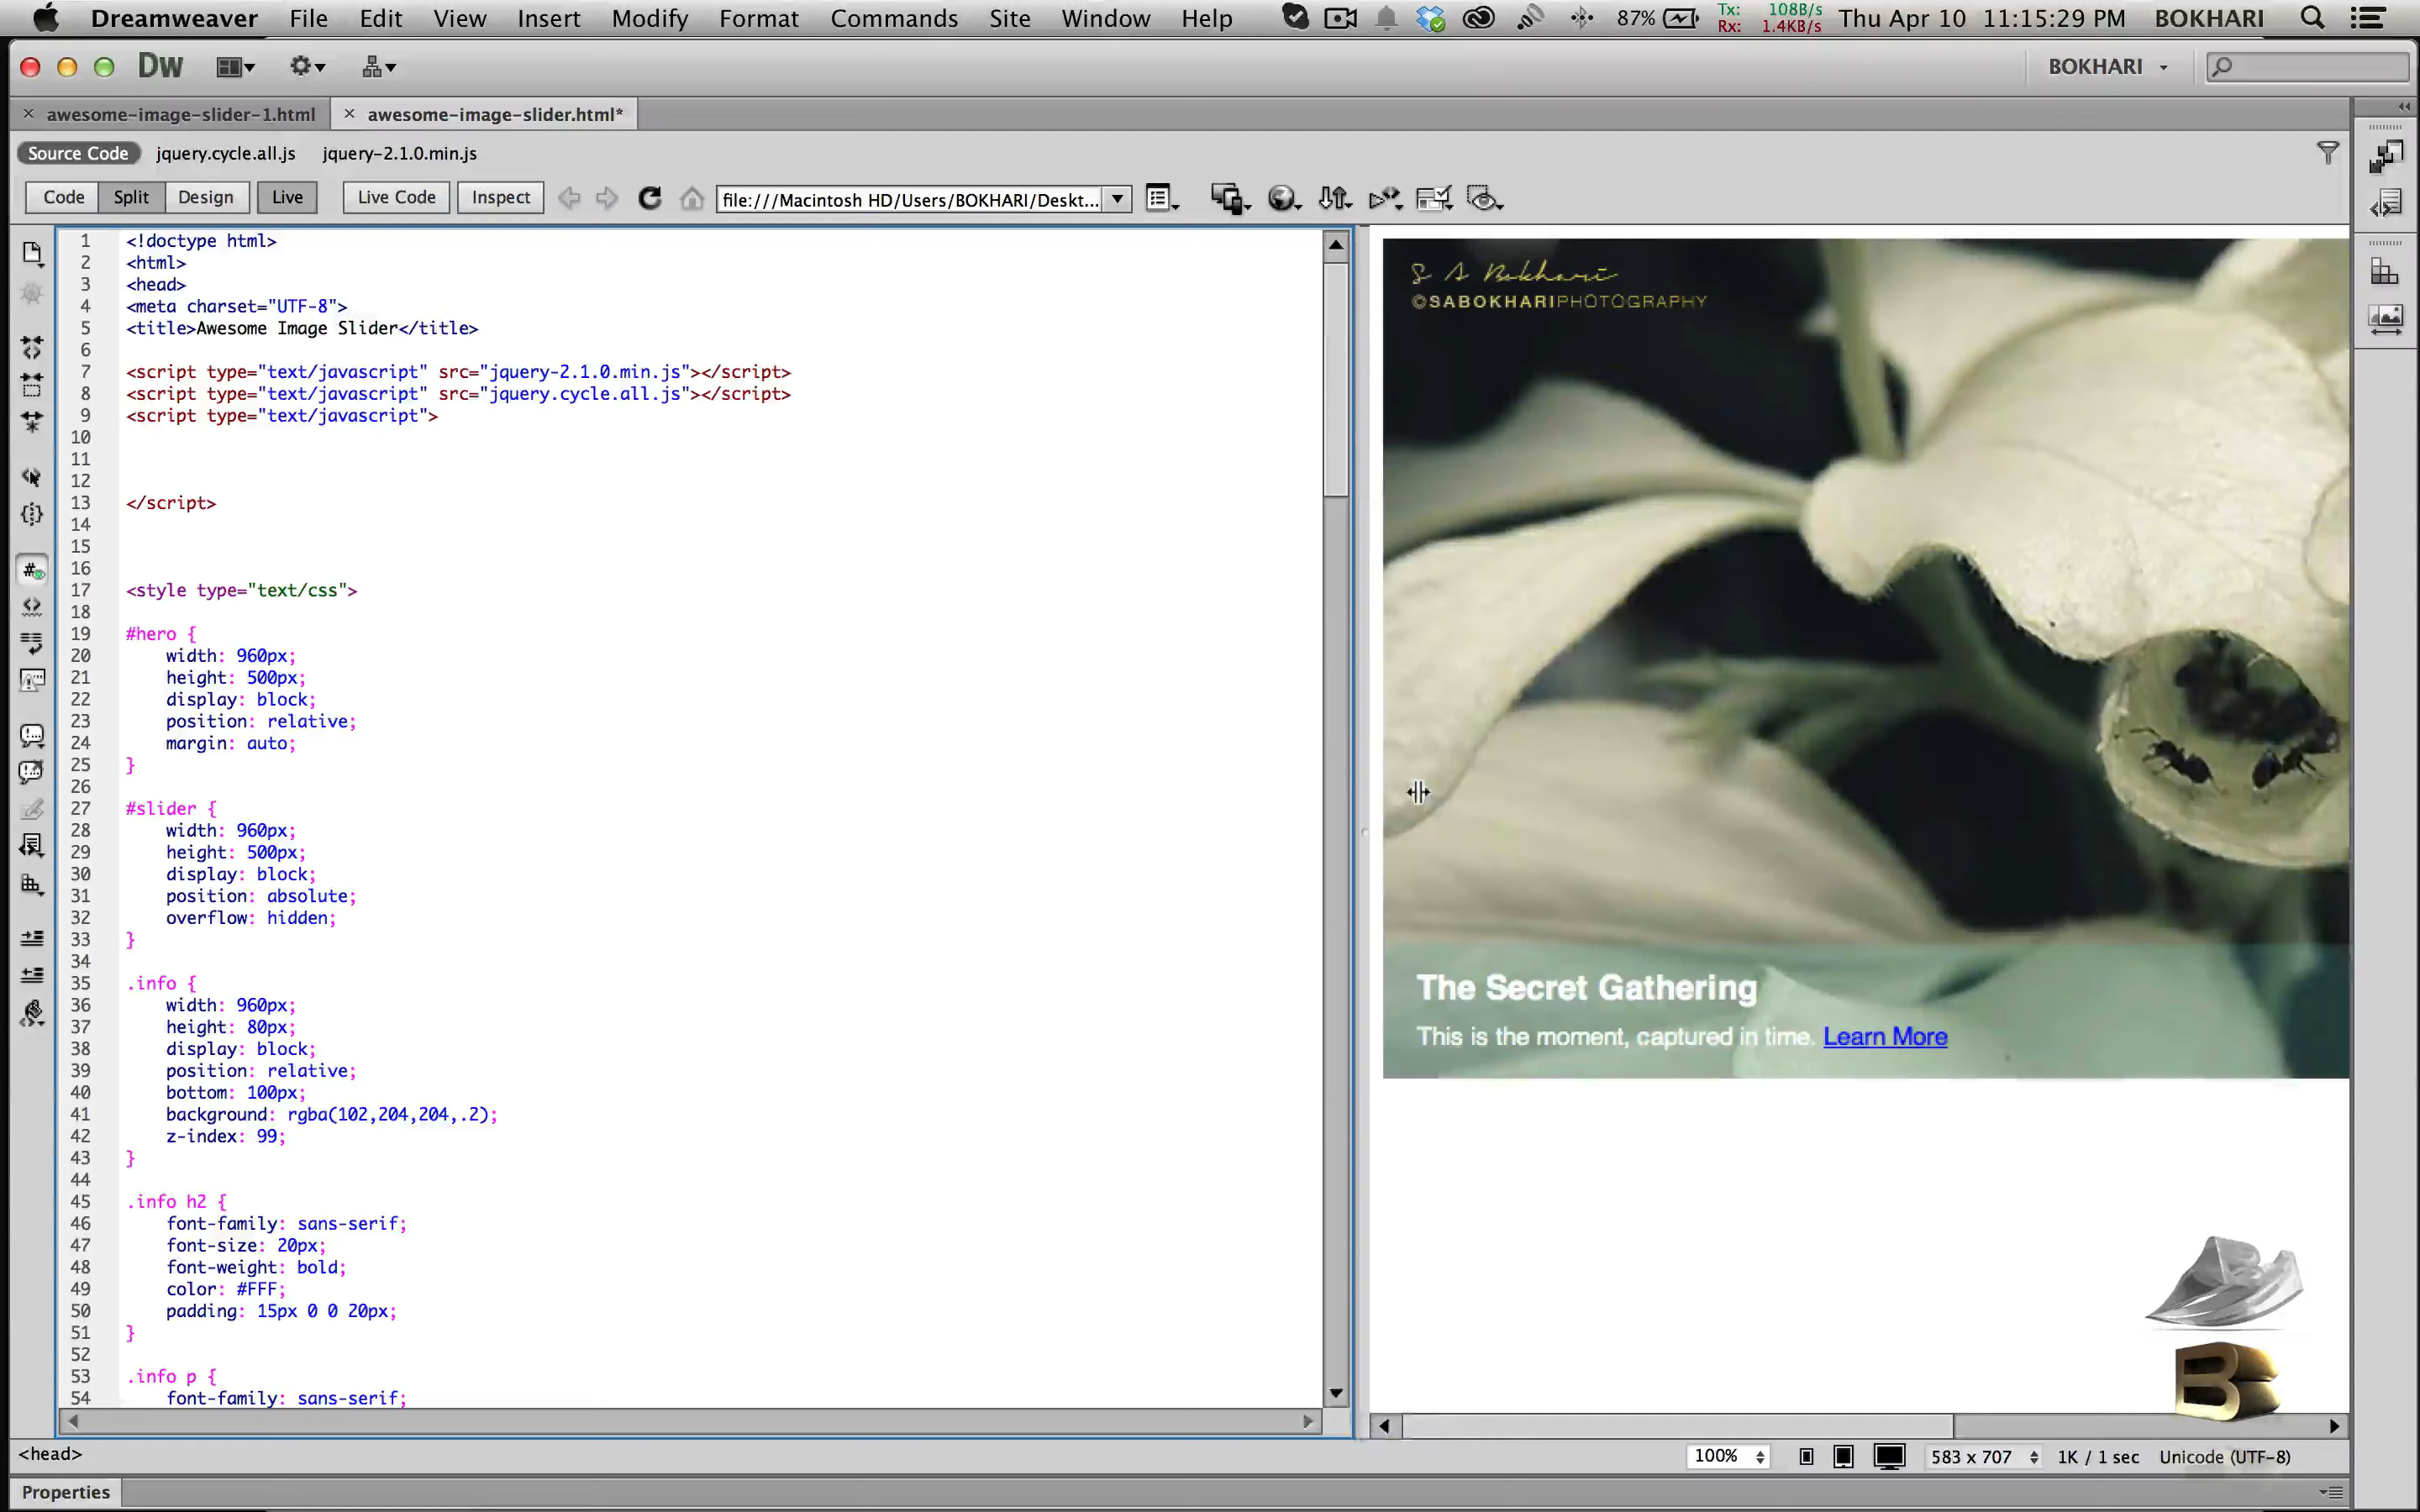 Dreamweaver File Edit View Insert Modify Format Commands Site Window Help 87% Tx: 108B/s Rx: 1.4KB/s Thu Apr 10 11:15:29 PM BOKHARI
Dw BOKHARI
awesome-image-slider-1.html awesome-image-slider.html*
Source Code jquery.cycle.all.js jquery-2.1.0.min.js
Code Split Design Live Live Code Inspect file:///Macintosh HD/Users/BOKHARI/Deskt...
1 <!doctype html>
2 <html>
3 <head>
4 <meta charset="UTF-8">
5 <title>Awesome Image Slider</title>
6
7 <script type="text/javascript" src="jquery-2.1.0.min.js"></script>
8 <script type="text/javascript" src="jquery.cycle.all.js"></script>
9 <script type="text/javascript">
10
11
12
13 </script>
14
15
16
17 <style type="text/css">
18
19 #hero {
20 width: 960px;
21 height: 500px;
22 display: block;
23 position: relative;
24 margin: auto;
25 }
26
27 #slider {
28 width: 960px;
29 height: 500px;
30 display: block;
31 position: absolute;
32 overflow: hidden;
33 }
34
35 .info {
36 width: 960px;
37 height: 80px;
38 display: block;
39 position: relative;
40 bottom: 100px;
41 background: rgba(102,204,204,.2);
42 z-index: 99;
43 }
44
45 .info h2 {
46 font-family: sans-serif;
47 font-size: 20px;
48 font-weight: bold;
49 color: #FFF;
50 padding: 15px 0 0 20px;
51 }
52
53 .info p {
54 font-family: sans-serif;
S A Bokhari
©SABOKHARIPHOTOGRAPHY
The Secret Gathering
This is the moment, captured in time. Learn More
B
<head> 100% 583 x 707 1K / 1 sec Unicode (UTF-8)
Properties